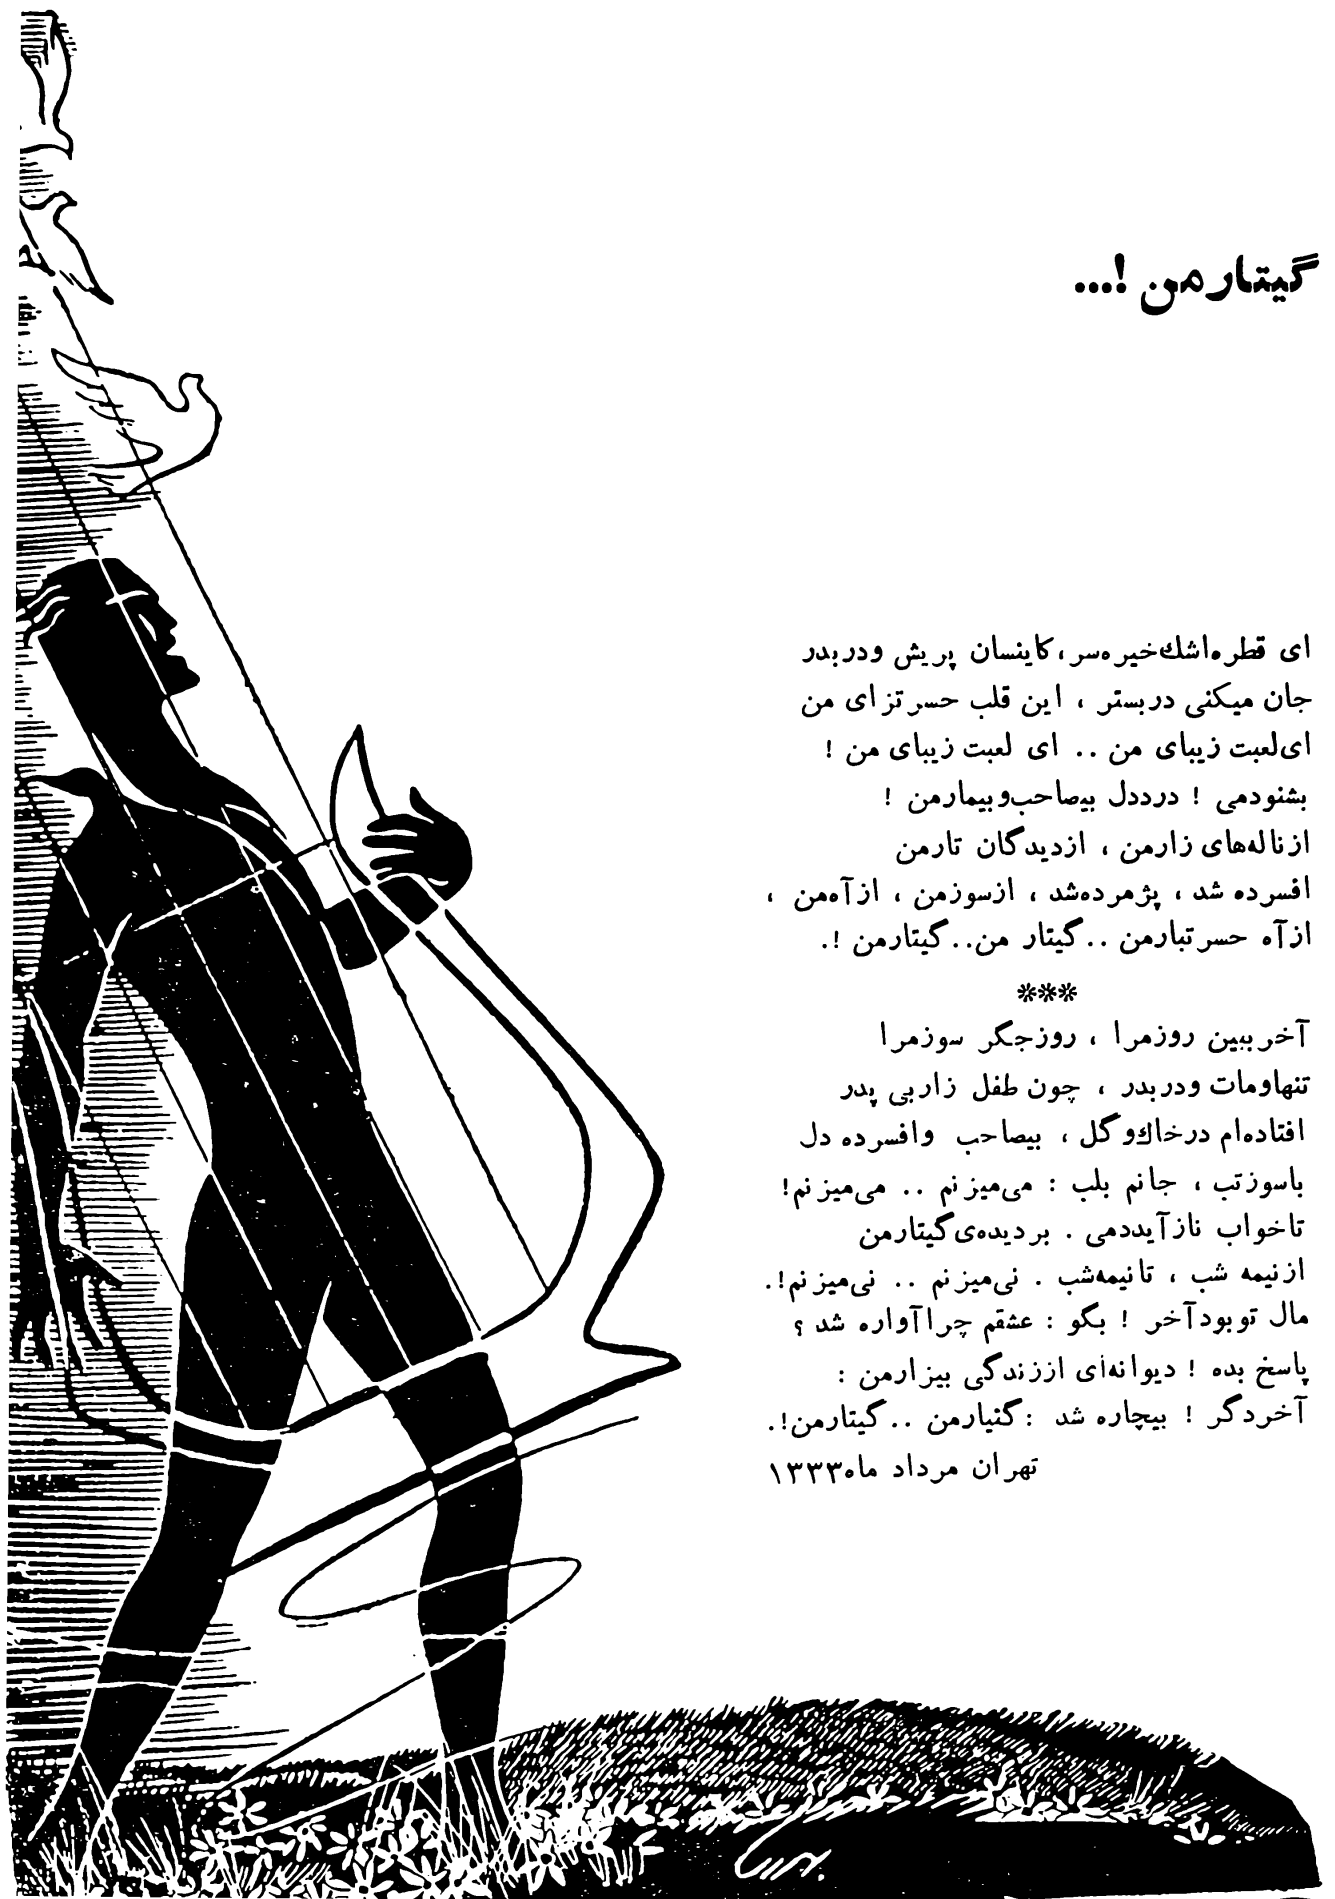 گیتارمن !...
ای قطره‌اشك‌خیره‌سر،كاینسان پریش ودربدر
جان میكنی دربستر ، این قلب حسرتزای من
ای‌لعبت زیبای من .. ای لعبت زیبای من !
بشنودمی ! درددل بیصاحب‌وبیمارمن !
ازناله‌های زارمن ، ازدیدگان تارمن
افسرده شد ، پژمرده‌شد ، ازسوزمن ، ازآه‌من ،
ازآه حسرتبارمن ..گیتار من..گیتارمن !.
***
آخرببین روزمرا ، روزجگر سوزمرا
تنهاومات ودربدر ، چون طفل زاربی پدر
افتاده‌ام درخاك‌وگل ، بیصاحب وافسرده دل
باسوزتب ، جانم بلب : می‌میزنم .. می‌میزنم!
تاخواب نازآیددمی . بردیده‌ی‌گیتارمن
ازنیمه شب ، تانیمه‌شب . نی‌میزنم .. نی‌میزنم!.
مال توبودآخر ! بگو : عشقم چراآواره شد ؟
پاسخ بده ! دیوانه‌ای اززندگی بیزارمن :
آخردگر ! بیچاره شد :گتیارمن ..گیتارمن!.
تهران مرداد ماه۱۳۳۳